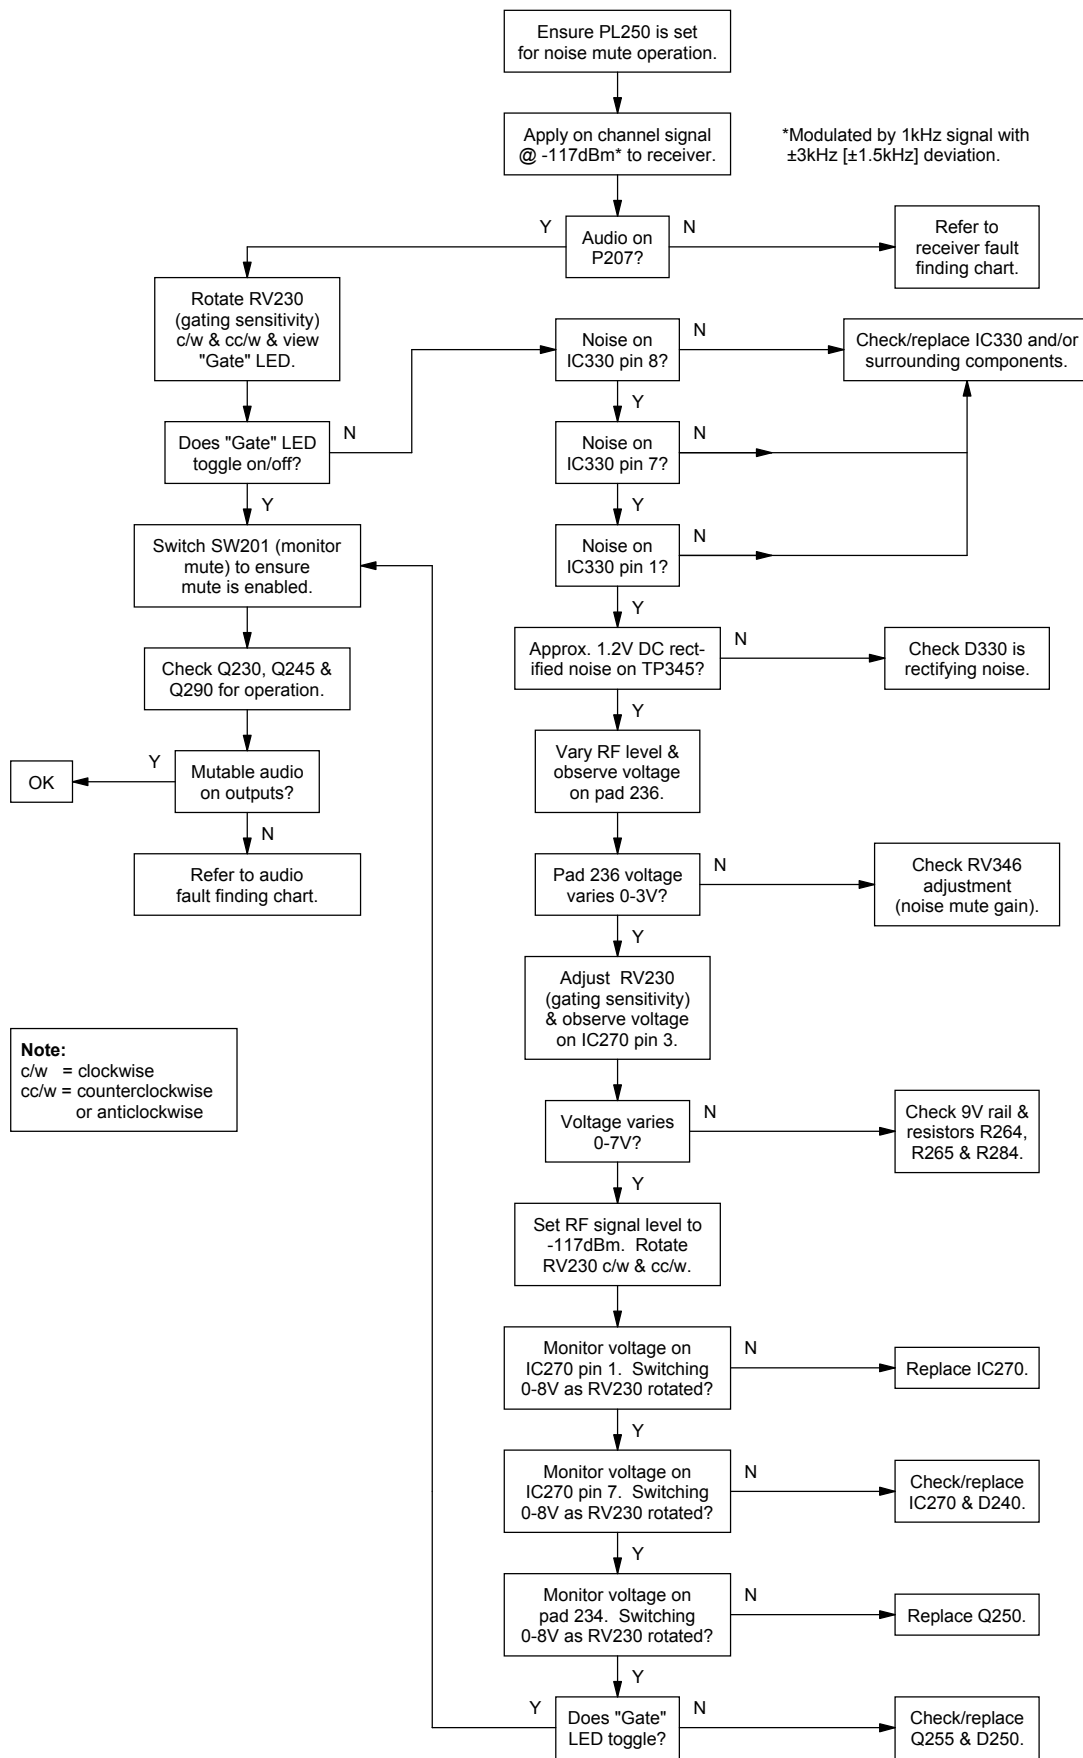 Ensure PL250 is set
for noise mute operation.
Apply on channel signal
@ -117dBm* to receiver.
*Modulated by 1kHz signal with
±3kHz [±1.5kHz] deviation.
Y
Audio on
P207?
N
Refer to
receiver fault
finding chart.
Rotate RV230
(gating sensitivity)
c/w & cc/w & view
"Gate" LED.
Noise on
IC330 pin 8?
N
Check/replace IC330 and/or
surrounding components.
Y
Does "Gate" LED
toggle on/off?
N
Noise on
IC330 pin 7?
N
Y
Y
Switch SW201 (monitor
mute) to ensure
mute is enabled.
Noise on
IC330 pin 1?
N
Y
Approx. 1.2V DC rect-
ified noise on TP345?
N
Check D330 is
rectifying noise.
Check Q230, Q245 &
Q290 for operation.
Y
Vary RF level &
observe voltage
on pad 236.
Mutable audio
on outputs?
Y
OK
N
Refer to audio
fault finding chart.
Pad 236 voltage
varies 0-3V?
N
Check RV346
adjustment
(noise mute gain).
Y
Adjust RV230
(gating sensitivity)
& observe voltage
on IC270 pin 3.
Note:
c/w = clockwise
cc/w = counterclockwise
or anticlockwise
Voltage varies
0-7V?
N
Check 9V rail &
resistors R264,
R265 & R284.
Y
Set RF signal level to
-117dBm. Rotate
RV230 c/w & cc/w.
Monitor voltage on
IC270 pin 1. Switching
0-8V as RV230 rotated?
N
Replace IC270.
Y
Monitor voltage on
IC270 pin 7. Switching
0-8V as RV230 rotated?
N
Check/replace
IC270 & D240.
Y
Monitor voltage on
pad 234. Switching
0-8V as RV230 rotated?
N
Replace Q250.
Y
Y
Does "Gate"
LED toggle?
N
Check/replace
Q255 & D250.